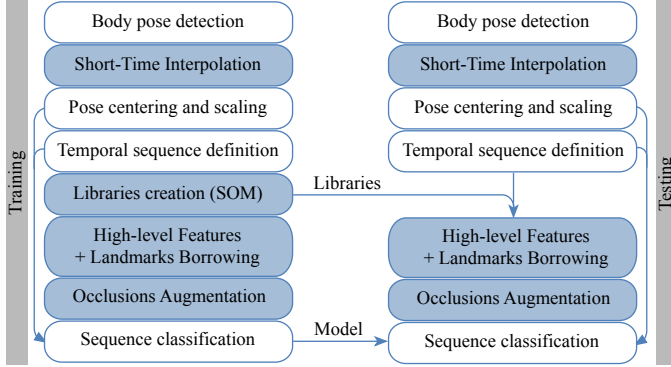 Training
Body pose detection
Short-Time Interpolation
Pose centering and scaling
Temporal sequence definition
Libraries creation (SOM)
High-level Features
+ Landmarks Borrowing
Occlusions Augmentation
Sequence classification
Libraries
Model
Body pose detection
Short-Time Interpolation
Pose centering and scaling
Temporal sequence definition
High-level Features
+ Landmarks Borrowing
Occlusions Augmentation
Sequence classification
Testing